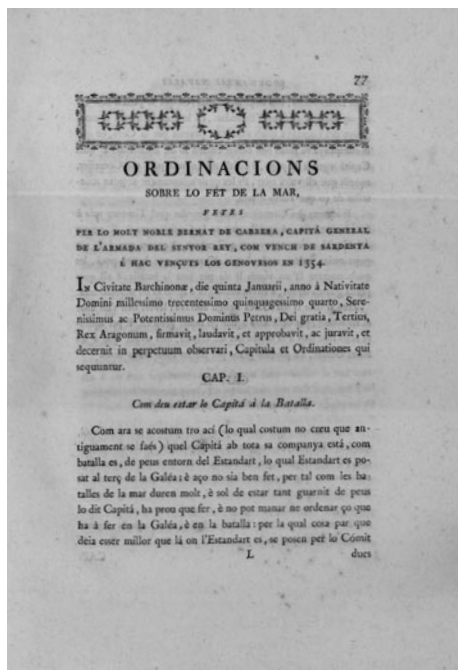 77
ORDINACIONS
SOBRE LO FET DE LA MAR,
FETES
PER LO MOLT NOBLE BERNAT DE CABRERA, CAPITÁ GENERAL
DE L'ARMADA DEL SENYOR REY, COM VENCH DE SARDENYA
É HAC VENÇUTS LOS GENOVESOS EN 1354.
IN Civitate Barchinonæ, die quinta Januarii, anno à Nativitate
Domini millessimo trecentessimo quinquagessimo quarto, Sere-
nissimus ac Potentissimus Dominus Petrus, Dei gratia, Tertius,
Rex Aragonum, firmavit, laudavit, et approbavit, ac juravit, et
decernit in perpetuum observari, Capitula et Ordinationes qui
sequuntur.
CAP. I.
Com deu estar lo Capitá á la Batalla.
Com ara se acostum tro aci (lo qual costum no creu que an-
tiguament se faés) quel Capitá ab tota sa companya está, com
batalla es, de peus entorn del Estandart, lo qual Estandart es po-
sat al terç de la Galéa: è aço no sia ben fet, per tal com les ba-
talles de la mar duren molt, è sol de estar tant guarnit de peus
lo dit Capitá, ha prou que fer, è no pot manar ne ordenar ço que
ha á fer en la Galéa, è en la batalla: per la qual cosa par que
deia esser millor que lá on l'Estandart es, se posen per lo Cómit
L dues